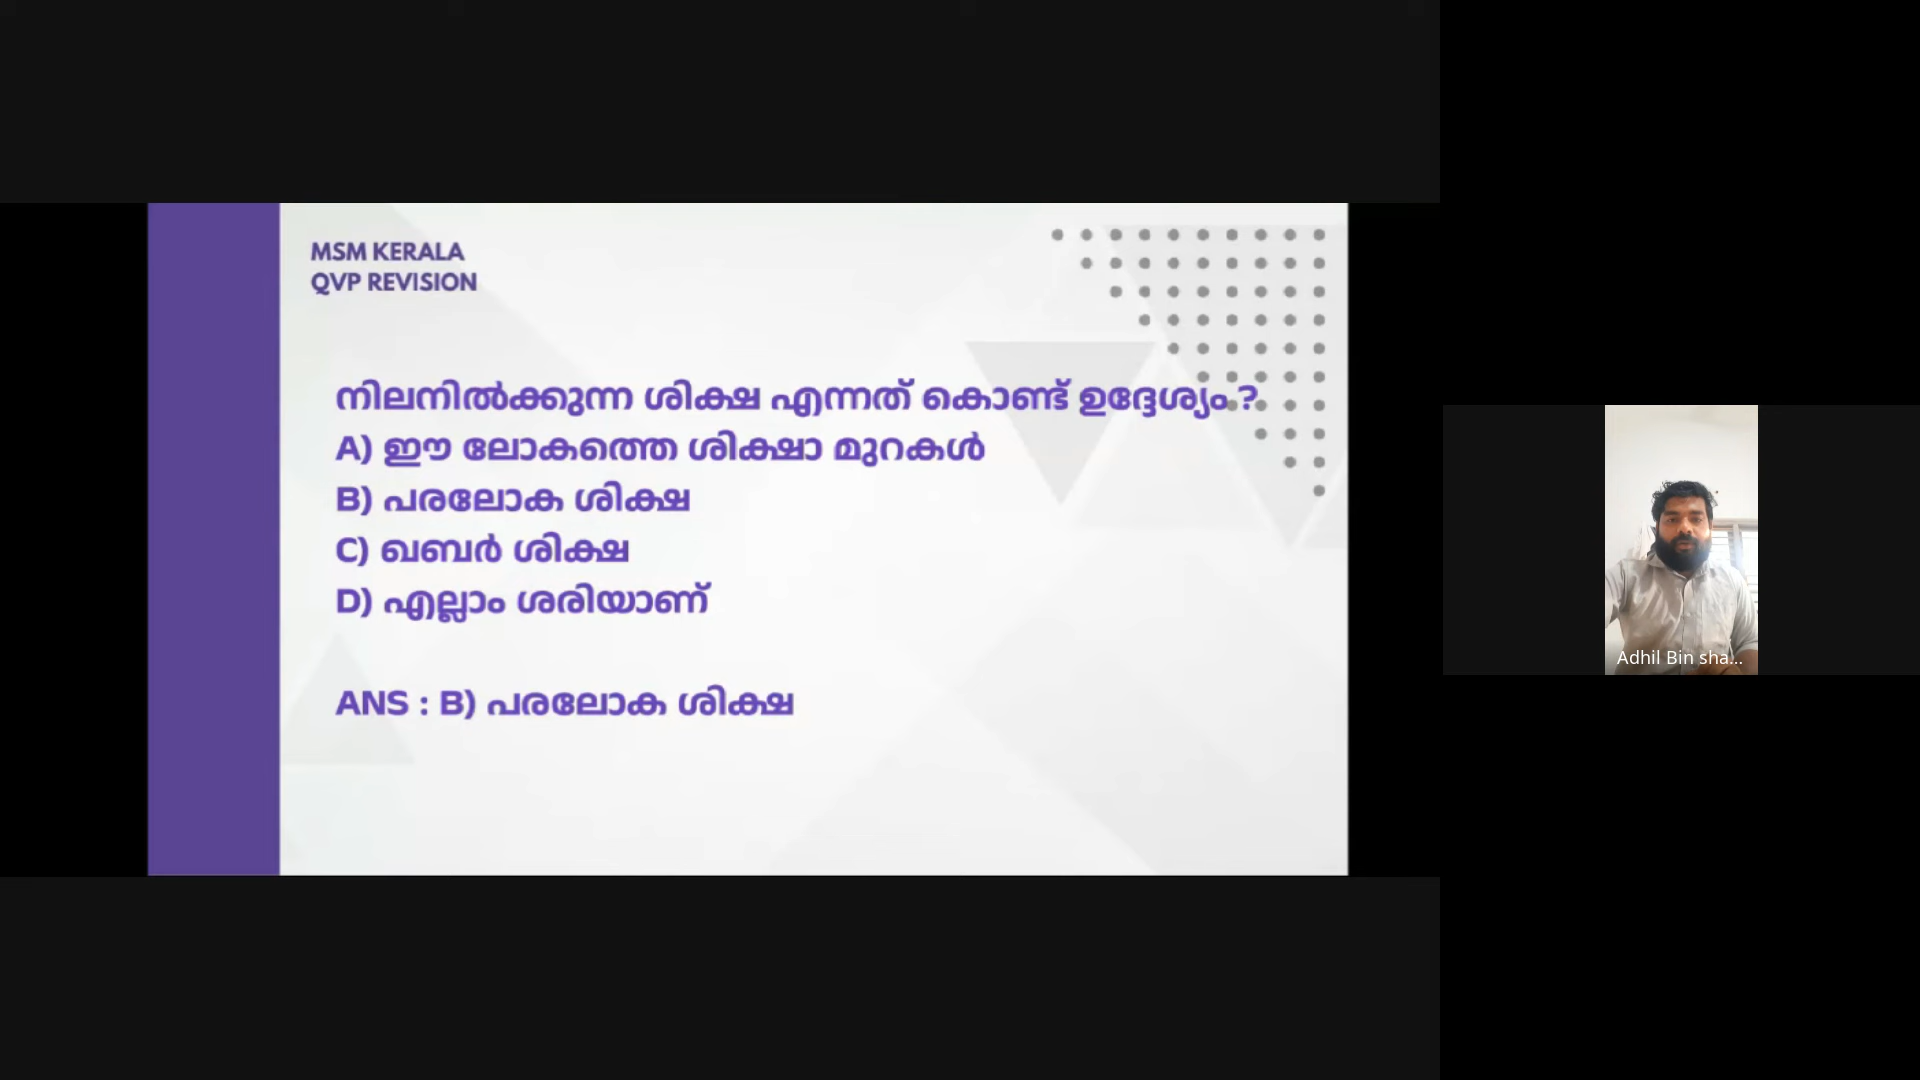 MSM KERALA
QVP REVISION
നിലനിൽക്കുന്ന ശിക്ഷ എന്നത് കൊണ്ട് ഉദ്ദേശ്യം ?
A) ഈ ലോകത്തെ ശിക്ഷാ മുറകൾ
B) പരലോക ശിക്ഷ
C) ഖബർ ശിക്ഷ
D) എല്ലാം ശരിയാണ്
ANS : B) പരലോക ശിക്ഷ
Adhil Bin sha...